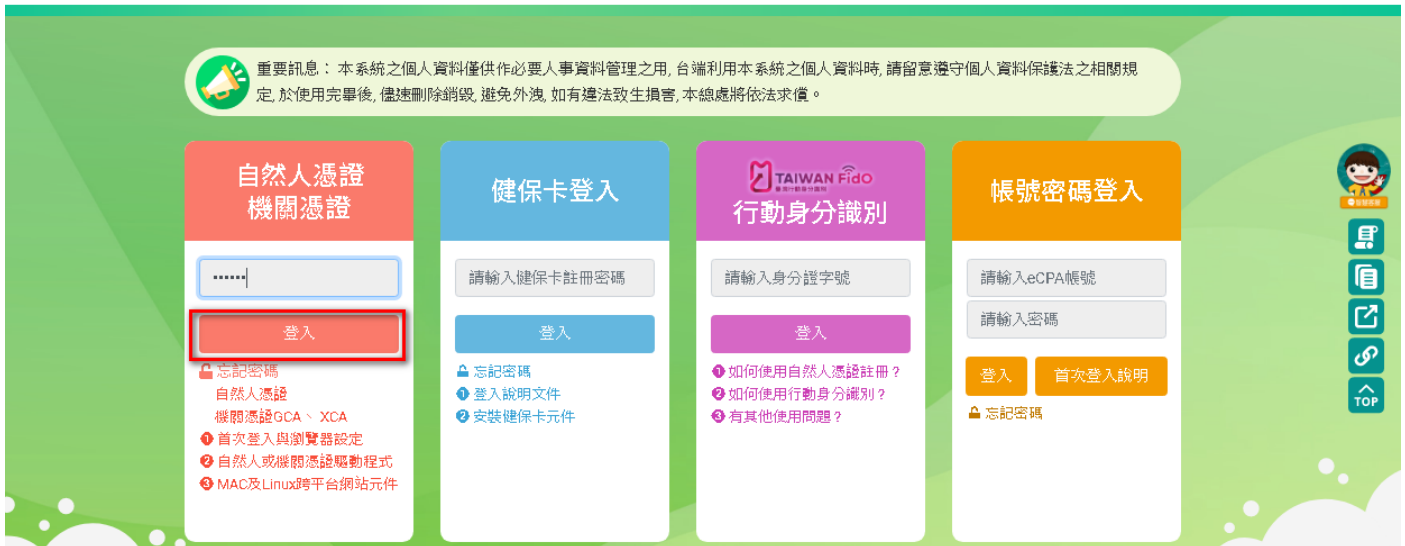 重要訊息： 本系統之個人資料僅供作必要人事資料管理之用, 台端利用本系統之個人資料時, 請留意遵守個人資料保護法之相關規
定, 於使用完畢後, 儘速刪除銷毀, 避免外洩, 如有違法致生損害, 本總處將依法求償。
自然人憑證
機關憑證
••••••
登入
忘記密碼
自然人憑證
機關憑證GCA、 XCA
❶ 首次登入與瀏覽器設定
❷ 自然人或機關憑證驅動程式
❸ MAC及Linux跨平台網站元件
健保卡登入
請輸入健保卡註冊密碼
登入
忘記密碼
❶ 登入說明文件
❷ 安裝健保卡元件
TAIWAN FidO
行動身分識別
請輸入身分證字號
登入
❶ 如何使用自然人憑證註冊？
❷ 如何使用行動身分識別？
❸ 有其他使用問題？
帳號密碼登入
請輸入eCPA帳號
請輸入密碼
登入 首次登入說明
忘記密碼
TOP